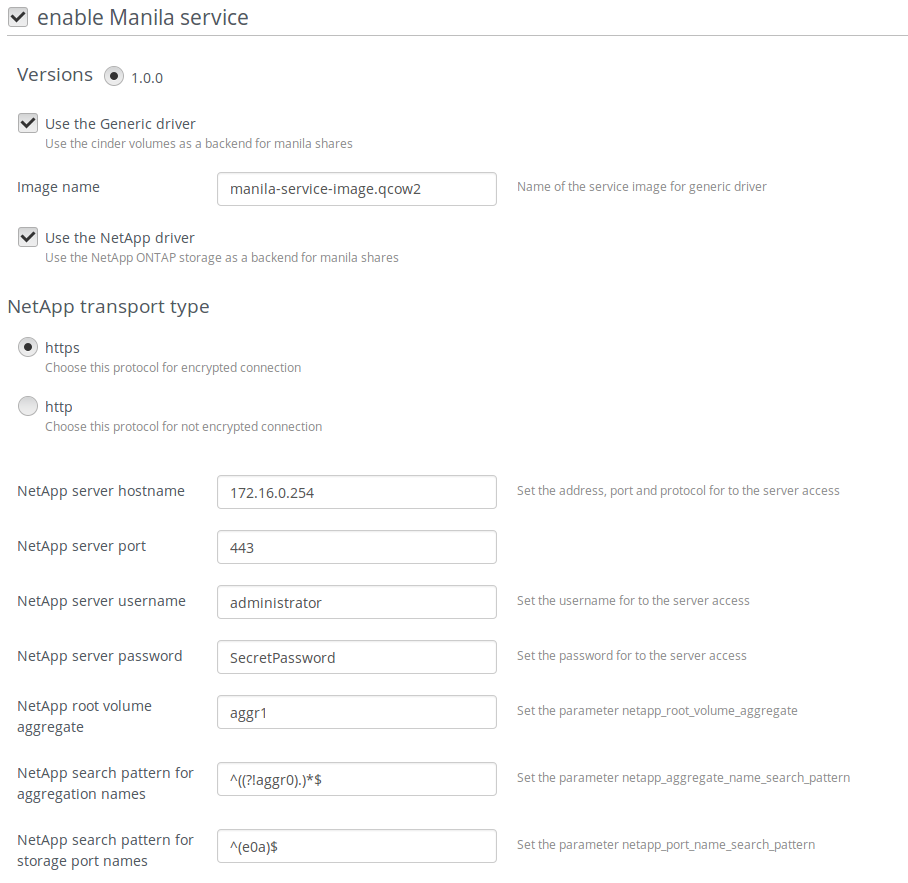 enable Manila service
Versions 1.0.0
Use the Generic driver
Use the cinder volumes as a backend for manila shares
Image name manila-service-image.qcow2 Name of the service image for generic driver
Use the NetApp driver
Use the NetApp ONTAP storage as a backend for manila shares
NetApp transport type
https
Choose this protocol for encrypted connection
http
Choose this protocol for not encrypted connection
NetApp server hostname 172.16.0.254 Set the address, port and protocol for to the server access
NetApp server port 443
NetApp server username administrator Set the username for to the server access
NetApp server password SecretPassword Set the password for to the server access
NetApp root volume
aggregate
aggr1 Set the parameter netapp_root_volume_aggregate
NetApp search pattern for
aggregation names
^((?!aggr0).)*$ Set the parameter netapp_aggregate_name_search_pattern
NetApp search pattern for
storage port names
^(e0a)$ Set the parameter netapp_port_name_search_pattern